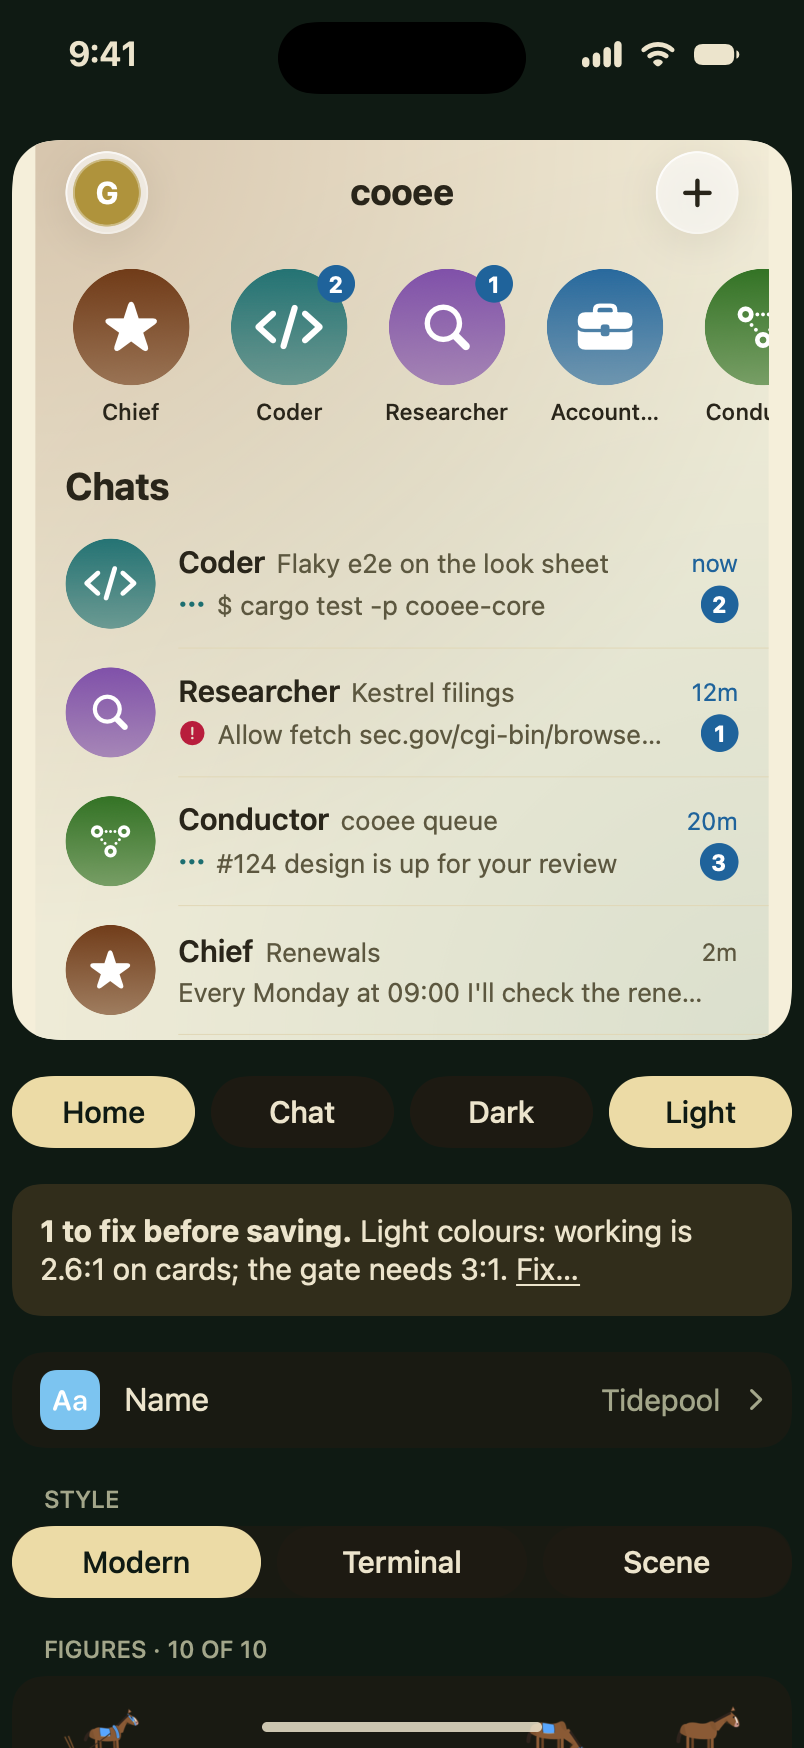 9:41
G
cooee
+
2
1
Chief
Coder
Researcher
Account...
Condu
Chats
Coder Flaky e2e on the look sheet now
··· $ cargo test -p cooee-core 2
Researcher Kestrel filings 12m
! Allow fetch sec.gov/cgi-bin/browse... 1
Conductor cooee queue 20m
··· #124 design is up for your review 3
Chief Renewals 2m
Every Monday at 09:00 I'll check the rene...
Home Chat Dark Light
1 to fix before saving. Light colours: working is
2.6:1 on cards; the gate needs 3:1. Fix...
Aa Name Tidepool
STYLE
Modern Terminal Scene
FIGURES · 10 OF 10